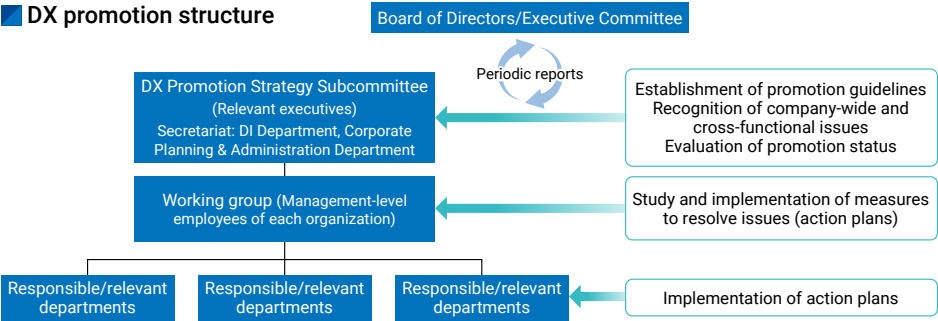 DX promotion structure
Board of Directors/Executive Committee
Periodic reports
DX Promotion Strategy Subcommittee
(Relevant executives)
Secretariat: DI Department, Corporate
Planning & Administration Department
Establishment of promotion guidelines
Recognition of company-wide and
cross-functional issues
Evaluation of promotion status
Working group (Management-level
employees of each organization)
Study and implementation of measures
to resolve issues (action plans)
Responsible/relevant
departments
Responsible/relevant
departments
Responsible/relevant
departments
Implementation of action plans